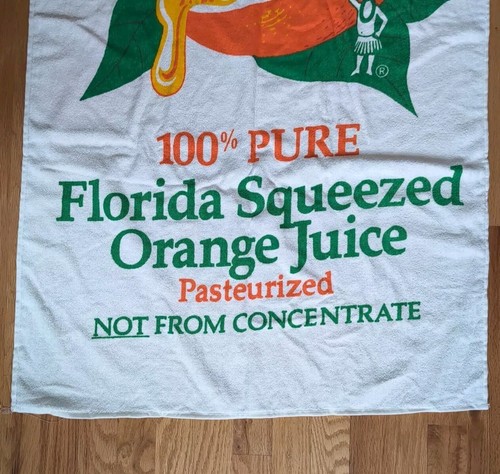 ®
100% PURE
Florida Squeezed
Orange Juice
Pasteurized
NOT FROM CONCENTRATE